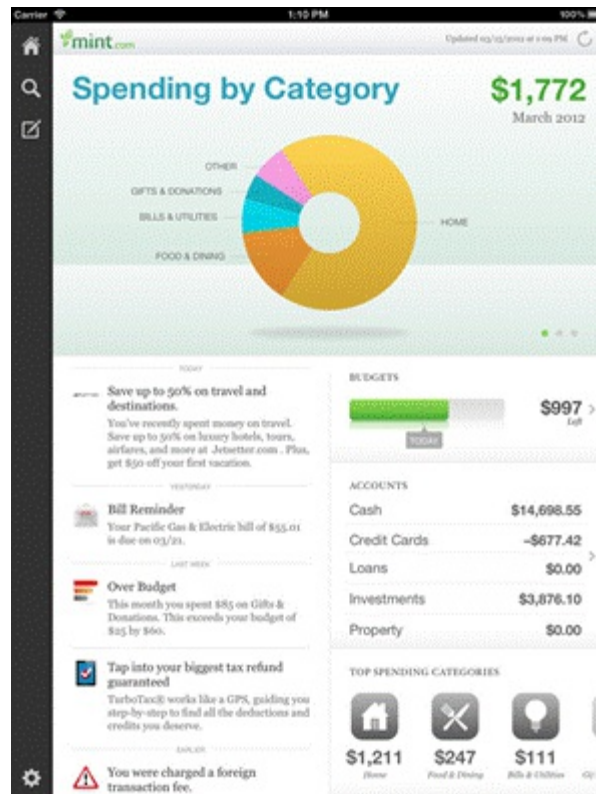 Carrier
1:10 PM
100%
mint.com
Updated 03/15/2012 at 1:09 PM
Spending by Category
$1,772
March 2012
OTHER
GIFTS & DONATIONS
BILLS & UTILITIES
FOOD & DINING
HOME
TODAY
Save up to 50% on travel and
destinations.
You've recently spent money on travel.
Save up to 50% on luxury hotels, tours,
airfares, and more at Jetsetter.com . Plus,
get $50 off your first vacation.
YESTERDAY
Bill Reminder
Your Pacific Gas & Electric bill of $55.01
is due on 03/21.
LAST WEEK
Over Budget
This month you spent $85 on Gifts &
Donations. This exceeds your budget of
$25 by $60.
Tap into your biggest tax refund
guaranteed
TurboTax® works like a GPS, guiding you
step-by-step to find all the deductions and
credits you deserve.
EARLIER
You were charged a foreign
transaction fee.
BUDGETS
$997
Left
TODAY
ACCOUNTS
Cash $14,698.55
Credit Cards -$677.42
Loans $0.00
Investments $3,876.10
Property $0.00
TOP SPENDING CATEGORIES
$1,211 $247 $111
Home Food & Dining Bills & Utilities